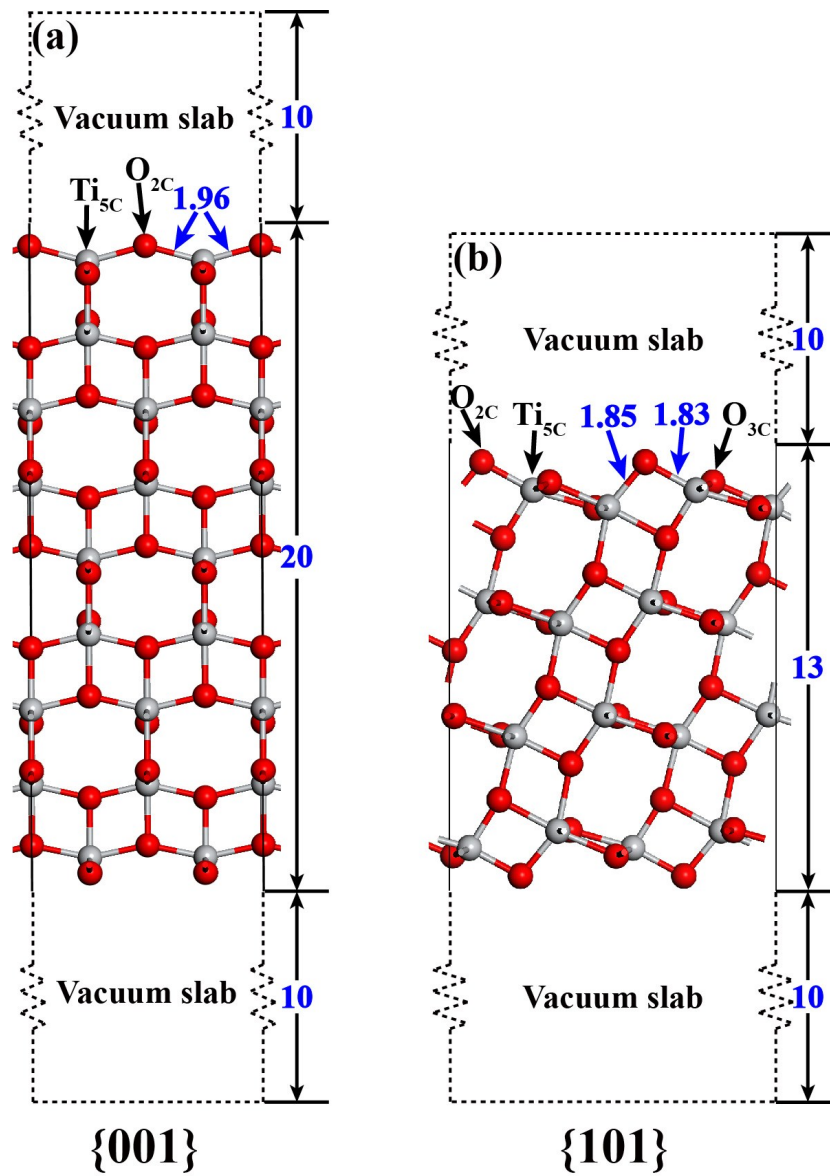 (a)
Vacuum slab
10
Ti5C
O2C
1.96
20
Vacuum slab
10
{001}
(b)
Vacuum slab
10
O2C
Ti5C
1.85
1.83
O3C
13
Vacuum slab
10
{101}